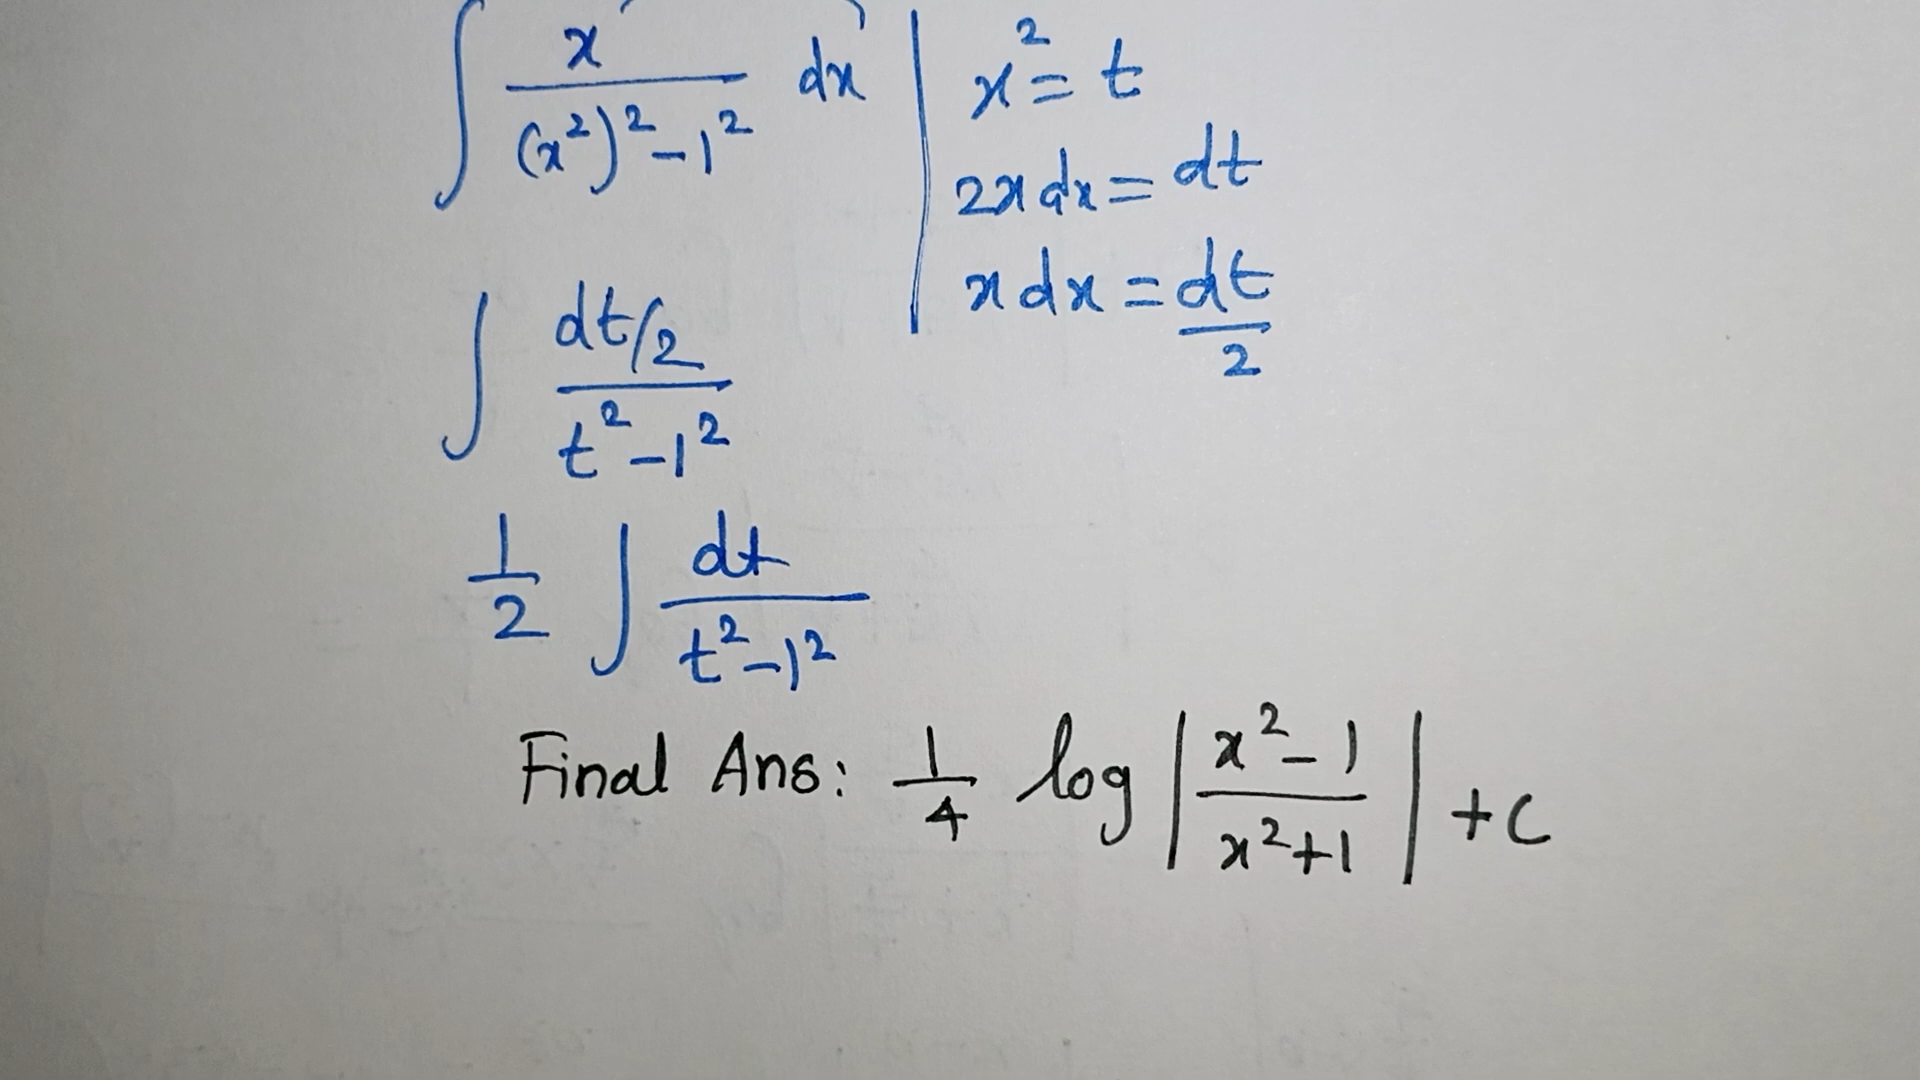 ∫ x / ((x²)² - 1²) dx | x² = t
2x dx = dt
x dx = dt/2
∫ (dt/2) / (t² - 1²)
1/2 ∫ dt / (t² - 1²)
Final Ans: 1/4 log | (x² - 1) / (x² + 1) | + c